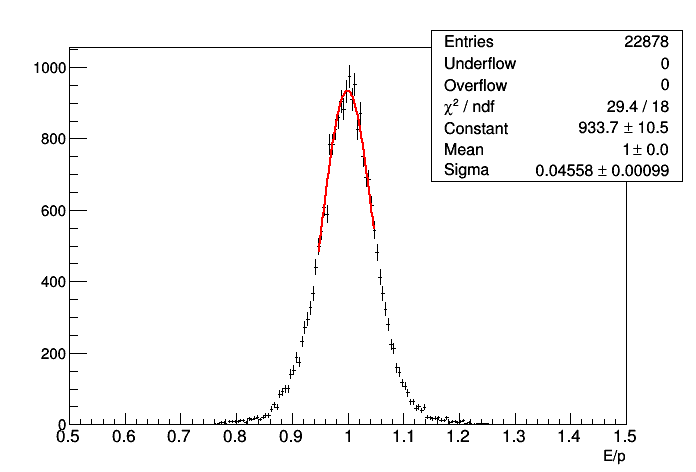 Entries 22878
Underflow 0
Overflow 0
χ² / ndf 29.4 / 18
Constant 933.7 ± 10.5
Mean 1 ± 0.0
Sigma 0.04558 ± 0.00099
1000
800
600
400
200
0
0.5 0.6 0.7 0.8 0.9 1 1.1 1.2 1.3 1.4 1.5
E/p